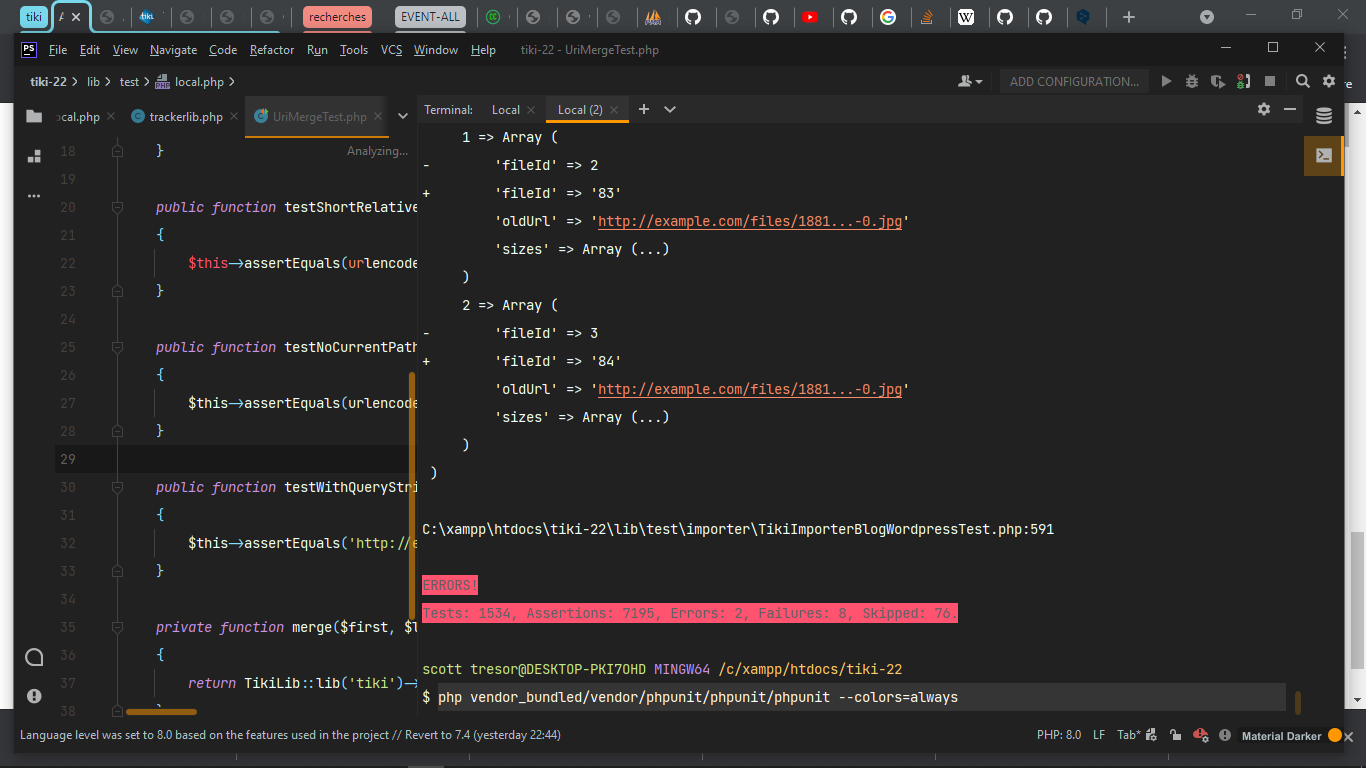 tiki
A
tiki
recherches
EVENT-ALL
PS File Edit View Navigate Code Refactor Run Tools VCS Window Help tiki-22 - UriMergeTest.php
tiki-22 lib test local.php
ADD CONFIGURATION...
ocal.php trackerlib.php UriMergeTest.php
Analyzing...
18 }
19
20 public function testShortRelative
21 {
22 $this->assertEquals(urlencode
23 }
24
25 public function testNoCurrentPath
26 {
27 $this->assertEquals(urlencode
28 }
29
30 public function testWithQueryStri
31 {
32 $this->assertEquals('http://e
33 }
34
35 private function merge($first, $l
36 {
37 return TikiLib::lib('tiki')->
38 }
Terminal: Local Local (2)
1 => Array (
- 'fileId' => 2
+ 'fileId' => '83'
'oldUrl' => 'http://example.com/files/1881...-0.jpg'
'sizes' => Array (...)
)
2 => Array (
- 'fileId' => 3
+ 'fileId' => '84'
'oldUrl' => 'http://example.com/files/1881...-0.jpg'
'sizes' => Array (...)
)
)
C:\xampp\htdocs\tiki-22\lib\test\importer\TikiImporterBlogWordpressTest.php:591
ERRORS!
Tests: 1534, Assertions: 7195, Errors: 2, Failures: 8, Skipped: 76.
scott tresor@DESKTOP-PKI7OHD MINGW64 /c/xampp/htdocs/tiki-22
$ php vendor_bundled/vendor/phpunit/phpunit/phpunit --colors=always
Language level was set to 8.0 based on the features used in the project // Revert to 7.4 (yesterday 22:44)
PHP: 8.0 LF Tab* Material Darker